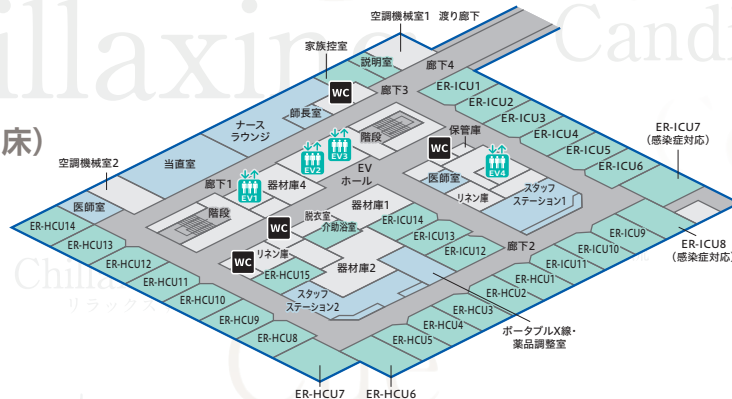 Chillaxing
Candi
床)
空調機械室1
渡り廊下
家族控室
説明室
廊下4
WC
廊下3
師長室
ナース
ラウンジ
当直室
空調機械室2
医師室
廊下1
EV1
EV2
EV3
器材庫4
階段
階段
EV
ホール
WC
保管庫
EV4
医師室
リネン庫
スタッフ
ステーション1
ER-ICU1
ER-ICU2
ER-ICU3
ER-ICU4
ER-ICU5
ER-ICU6
ER-ICU7
(感染症対応)
ER-ICU8
(感染症対応)
ER-ICU9
ER-ICU10
ER-ICU11
ER-HCU1
ER-HCU2
ER-HCU3
ER-HCU4
ER-HCU5
ER-HCU6
ER-HCU7
ER-HCU8
ER-HCU9
ER-HCU10
ER-HCU11
ER-HCU12
ER-HCU13
ER-HCU14
廊下2
器材庫1
脱衣室
介助浴室
ER-ICU14
ER-ICU13
ER-ICU12
WC
WC
リネン庫
ER-HCU15
器材庫2
スタッフ
ステーション2
ポータブルX線・
薬品調整室
Chilla
リラックス